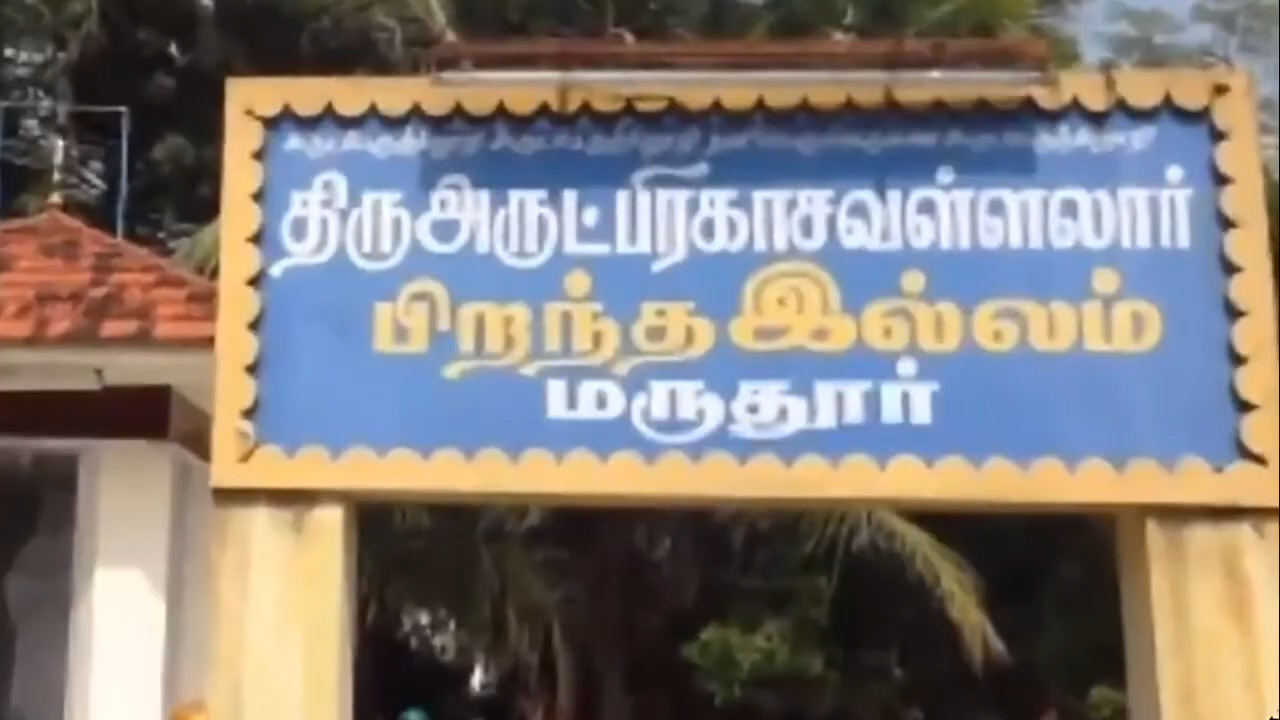 திருஅருட்பிரகாசவள்ளலார்
பிறந்த இல்லம்
மருதூர்